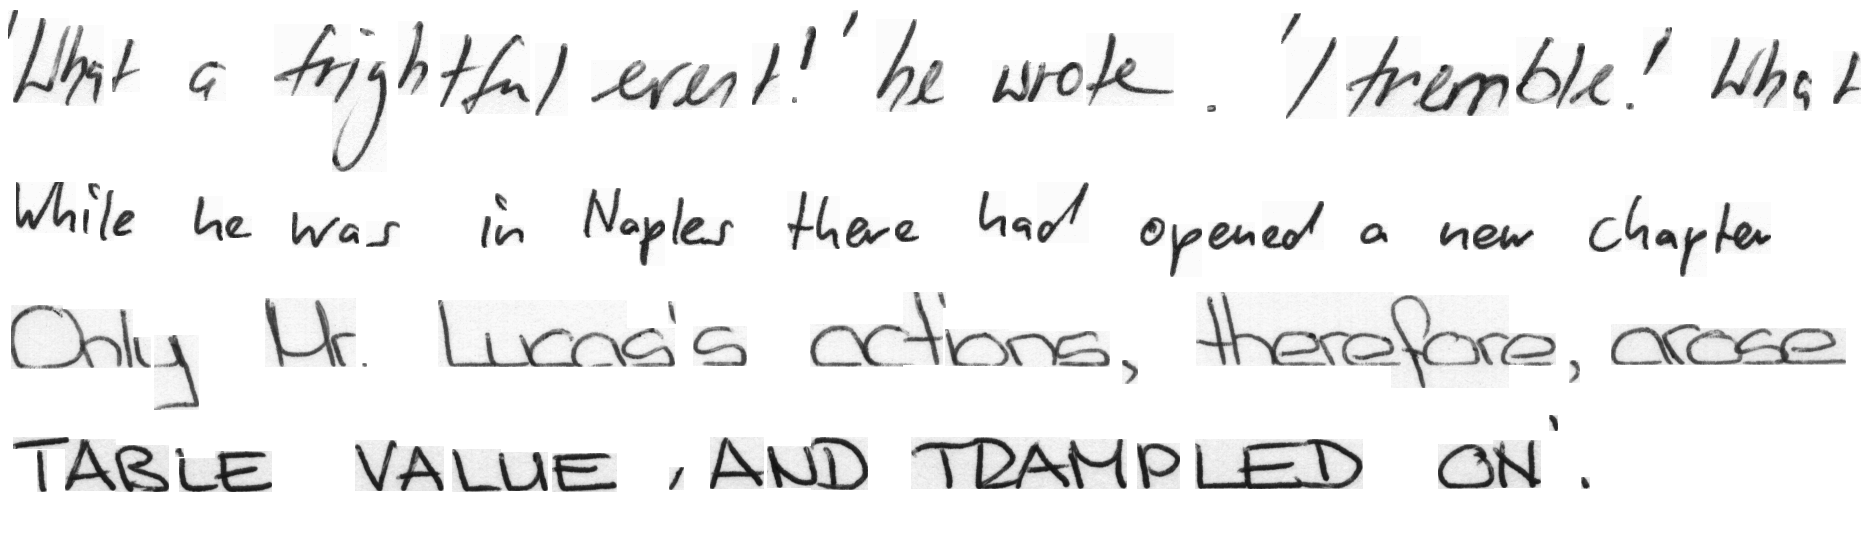 'What a frightful event!' he wrote. 'I tremble! What
While he was in Naples there had opened a new chapter
Only Mr. Lucas's actions, therefore, arose
TABLE VALUE, AND TRAMPLED ON'.